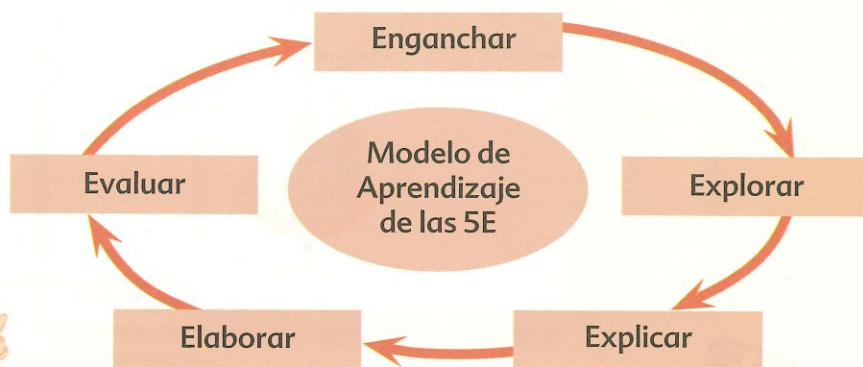 Enganchar
Explorar
Explicar
Elaborar
Evaluar
Modelo de
Aprendizaje
de las 5E